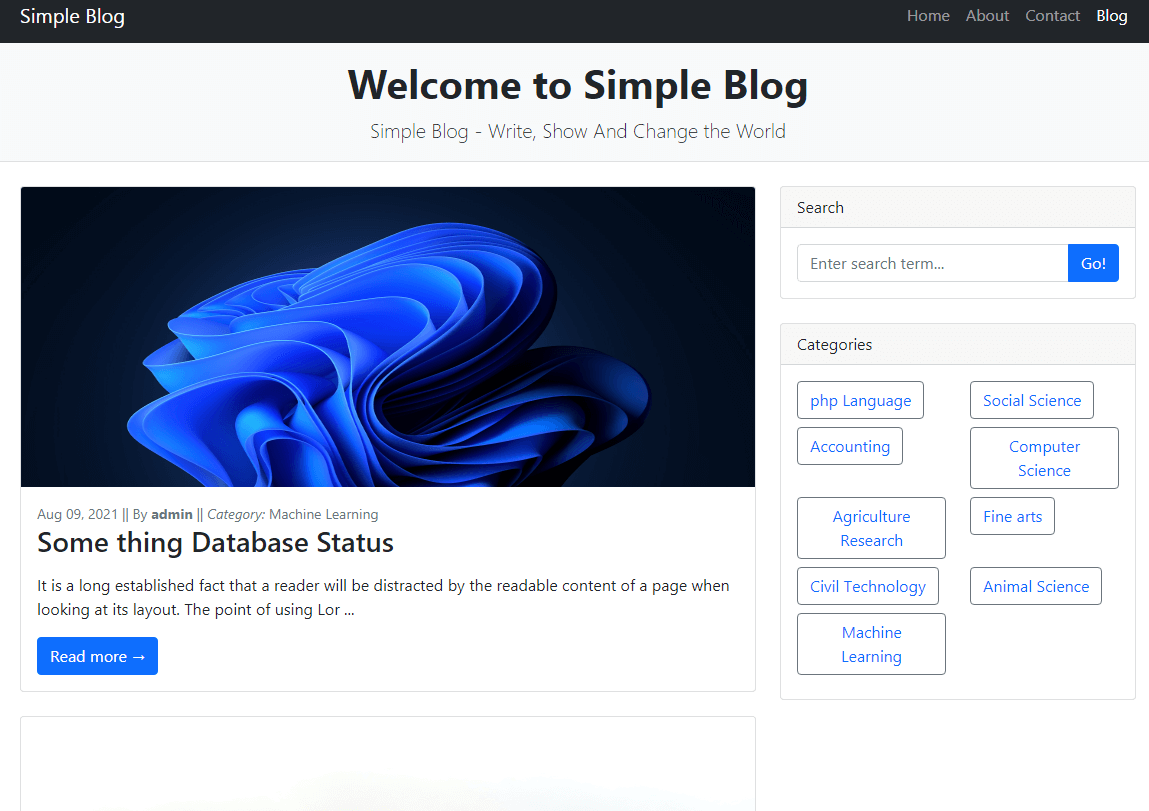 Simple Blog
Home About Contact Blog
Welcome to Simple Blog
Simple Blog - Write, Show And Change the World
Aug 09, 2021 || By admin || Category: Machine Learning
Some thing Database Status
It is a long established fact that a reader will be distracted by the readable content of a page when
looking at its layout. The point of using Lor ...
Read more →
Search
Enter search term...
Go!
Categories
php Language
Social Science
Accounting
Computer
Science
Agriculture
Research
Fine arts
Civil Technology
Animal Science
Machine
Learning